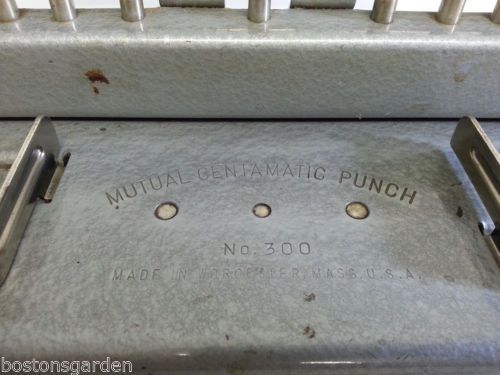 MUTUAL CENTAMATIC PUNCH
No. 300
MADE IN WORCESTER, MASS. U.S.A.
bostonsgarden